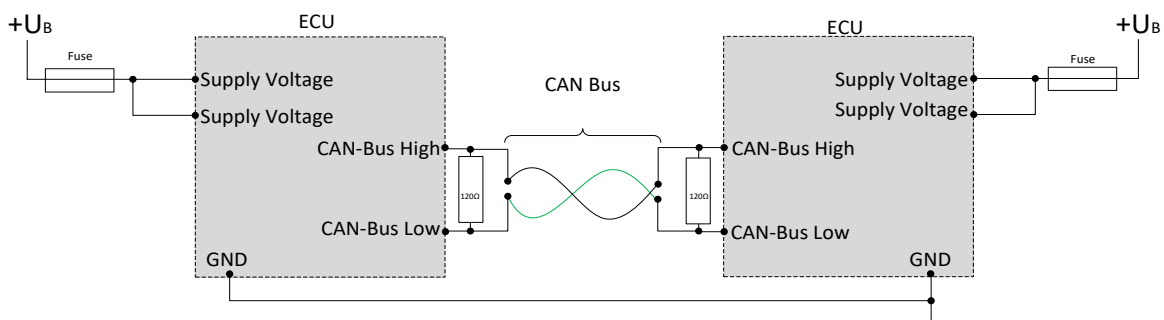 ECU
+UB
Fuse
Supply Voltage
Supply Voltage
CAN-Bus High
120Ω
CAN-Bus Low
GND
CAN Bus
ECU
+UB
Fuse
Supply Voltage
Supply Voltage
CAN-Bus High
120Ω
CAN-Bus Low
GND